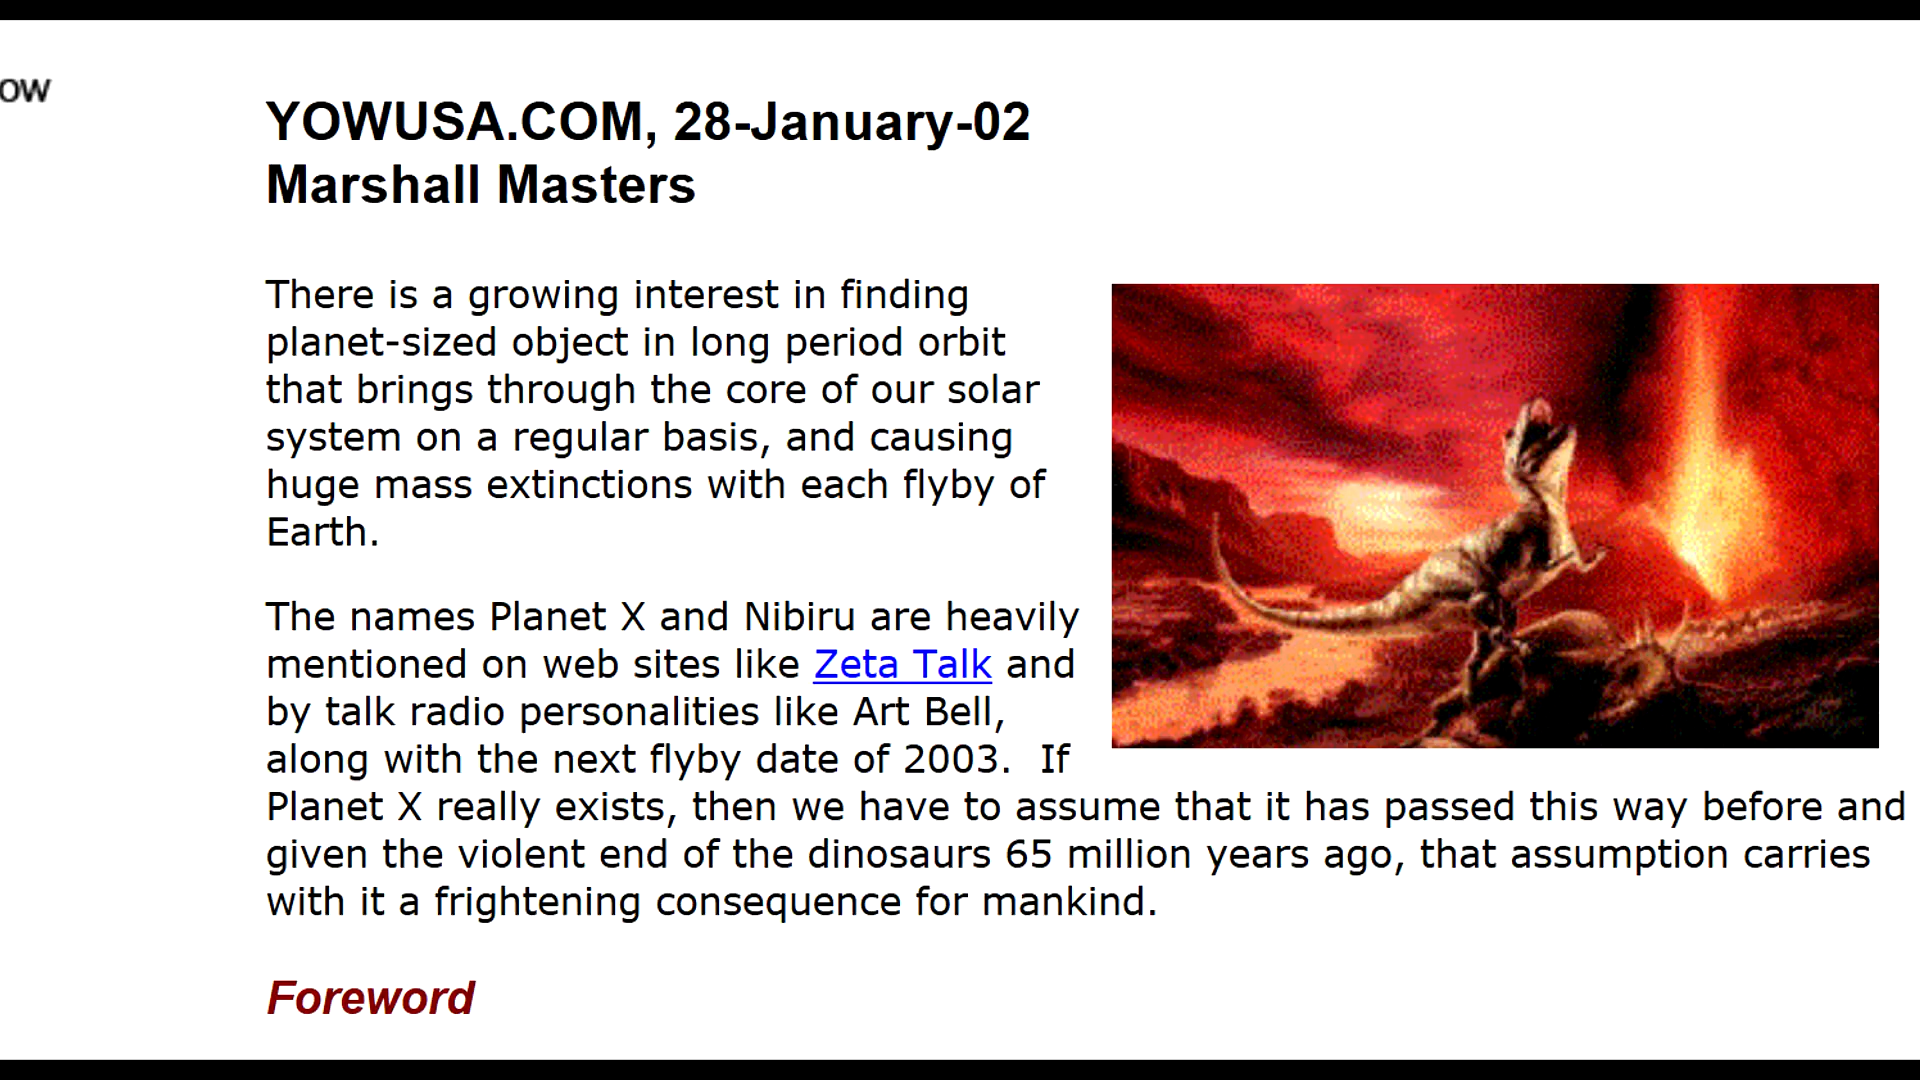 ow
YOWUSA.COM, 28-January-02
Marshall Masters
There is a growing interest in finding
planet-sized object in long period orbit
that brings through the core of our solar
system on a regular basis, and causing
huge mass extinctions with each flyby of
Earth.
The names Planet X and Nibiru are heavily
mentioned on web sites like Zeta Talk and
by talk radio personalities like Art Bell,
along with the next flyby date of 2003.  If
Planet X really exists, then we have to assume that it has passed this way before and
given the violent end of the dinosaurs 65 million years ago, that assumption carries
with it a frightening consequence for mankind.
Foreword